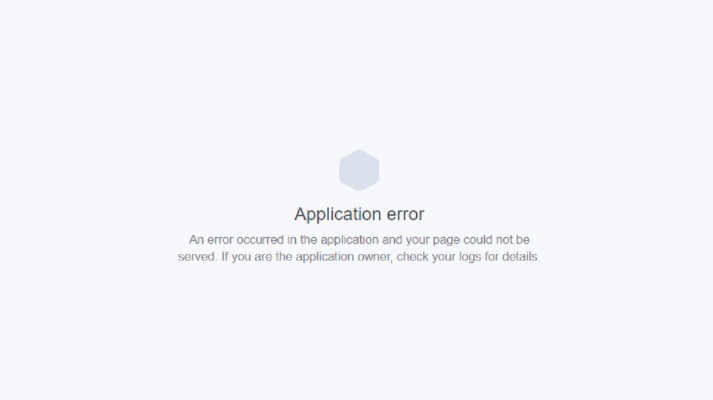 Application error
An error occurred in the application and your page could not be
served. If you are the application owner, check your logs for details.